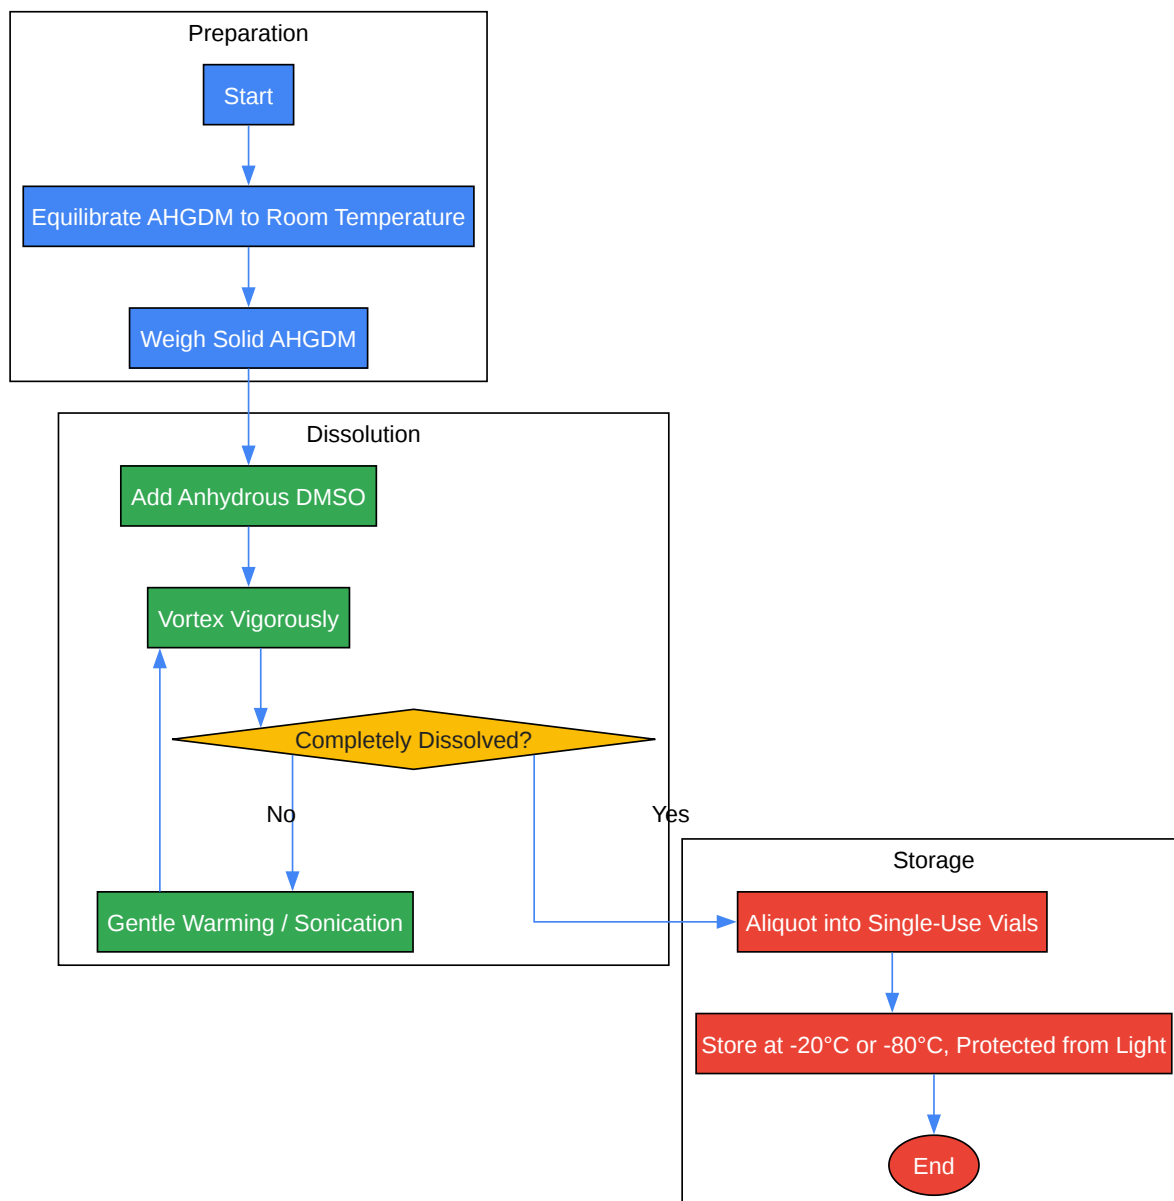 Preparation
Start
Equilibrate AHGDM to Room Temperature
Weigh Solid AHGDM
Dissolution
Add Anhydrous DMSO
Vortex Vigorously
Completely Dissolved?
No
Yes
Gentle Warming / Sonication
Storage
Aliquot into Single-Use Vials
Store at -20°C or -80°C, Protected from Light
End